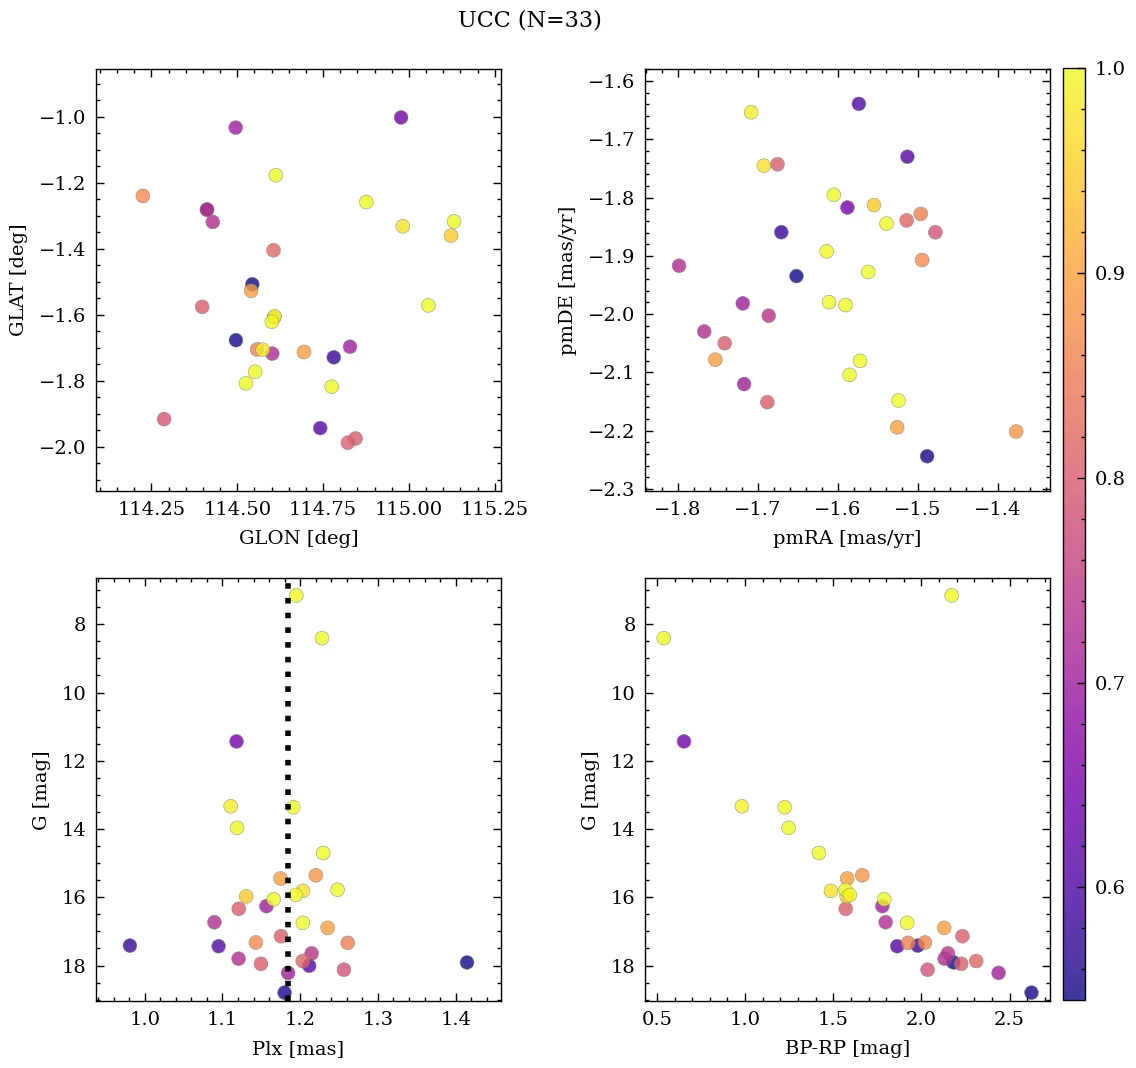 UCC (N=33)
−1.0
−1.2
−1.4
−1.6
−1.8
−2.0
GLAT [deg]
114.25 114.50 114.75 115.00 115.25
GLON [deg]
−1.6
−1.7
−1.8
−1.9
−2.0
−2.1
−2.2
−2.3
pmDE [mas/yr]
−1.8 −1.7 −1.6 −1.5 −1.4
pmRA [mas/yr]
8
10
12
14
16
18
G [mag]
1.0 1.1 1.2 1.3 1.4
Plx [mas]
8
10
12
14
16
18
G [mag]
0.5 1.0 1.5 2.0 2.5
BP-RP [mag]
1.0
0.9
0.8
0.7
0.6